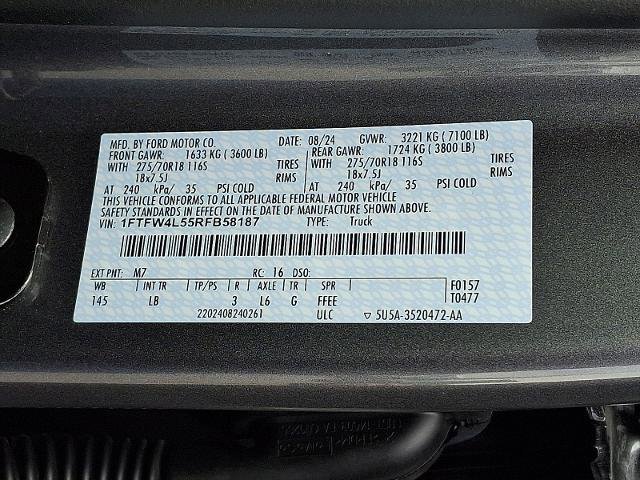 MFD. BY FORD MOTOR CO. DATE: 08/24 GVWR: 3221 KG ( 7100 LB)
FRONT GAWR: 1633 KG ( 3600 LB) REAR GAWR: 1724 KG ( 3800 LB)
WITH 275/70R18 116S TIRES WITH 275/70R18 116S TIRES
18x7.5J RIMS 18x7.5J RIMS
AT 240 kPa/ 35 PSI COLD AT 240 kPa/ 35 PSI COLD
THIS VEHICLE CONFORMS TO ALL APPLICABLE FEDERAL MOTOR VEHICLE
SAFETY STANDARDS IN EFFECT ON THE DATE OF MANUFACTURE SHOWN ABOVE.
VIN: 1FTFW4L55RFB58187 TYPE: Truck
EXT PNT: M7 RC: 16 DSO:
WB INT TR TP/PS R AXLE TR SPR F0157
145 LB 3 L6 G FFEE T0477
2202408240261 ULC ▽ 5U5A-3520472-AA